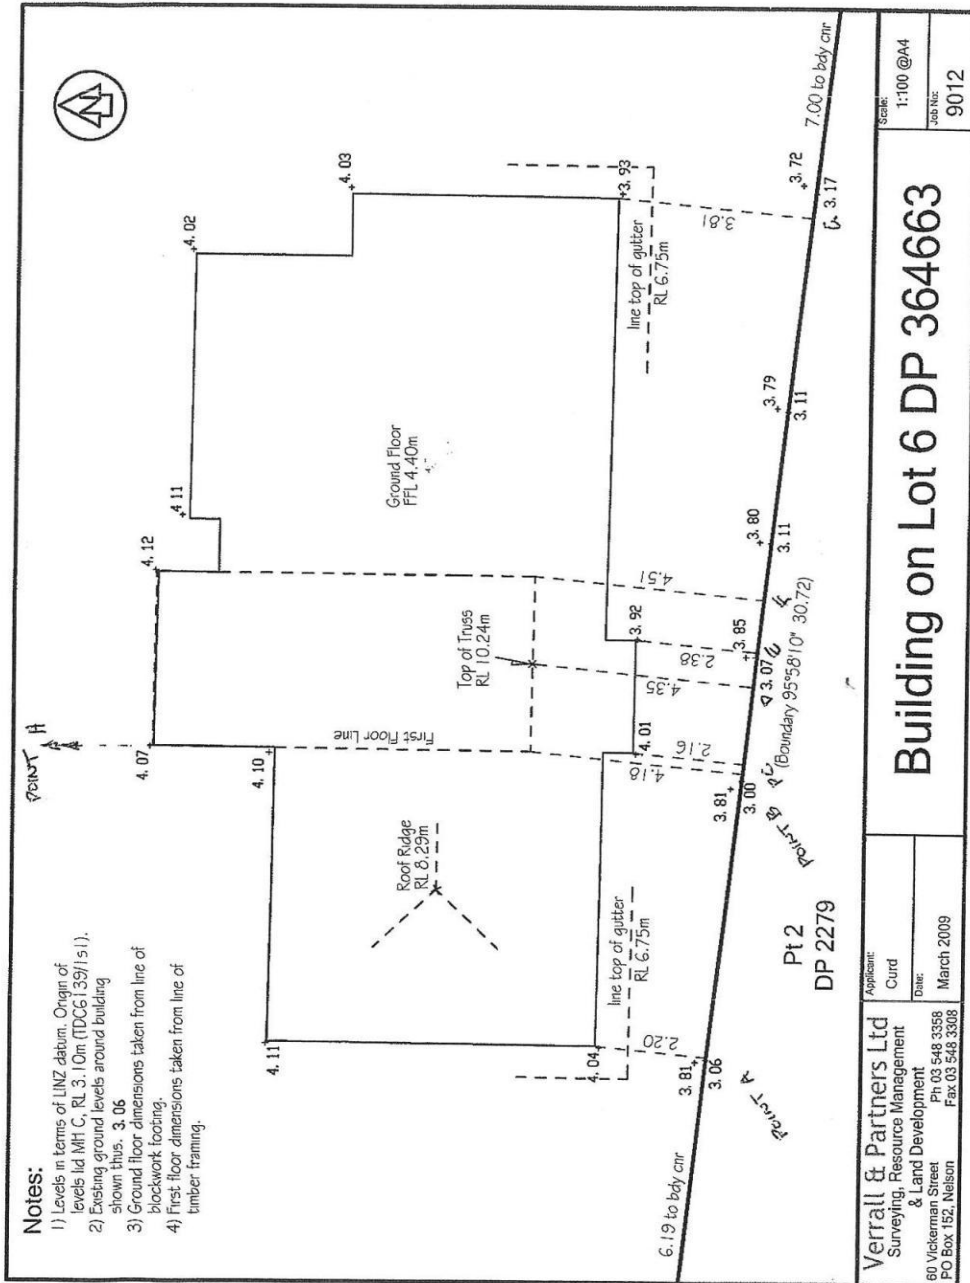 Notes:
1) Levels in terms of LINZ datum. Origin of
levels lid MH C, RL 3.10m (TDC6139/1sl).
2) Existing ground levels around building
shown thus. 3.06
3) Ground floor dimensions taken from line of
blockwork footing.
4) First floor dimensions taken from line of
timber framing.
N
POINT A
4.07
4.12
4 11
4.02
4.03
4.11
4.10
Ground Floor
FFL 4.40m
First Floor Line
Roof Ridge
RL 8.29m
Top of Truss
RL 10.24m
4.04
4.01
3.92
3.93
line top of gutter
RL 6.75m
line top of gutter
RL 6.75m
2.20
4.18
2.16
4.35
2.38
4.51
3.81
6.19 to bdy cnr
3.81
3.06
3.81
3.00
3.85
3.07
3.80
3.11
3.79
3.11
3.72
3.17
7.00 to bdy cnr
(Boundary 95°58'10" 30.72)
POINT A
POINT B
Pt 2
DP 2279
Verrall & Partners Ltd
Surveying, Resource Management
& Land Development
60 Vickerman Street Ph 03 548 3358
PO Box 152, Nelson Fax 03 548 3308
Applicant:
Curd
Date:
March 2009
Building on Lot 6 DP 364663
Scale:
1:100 @A4
Job No:
9012